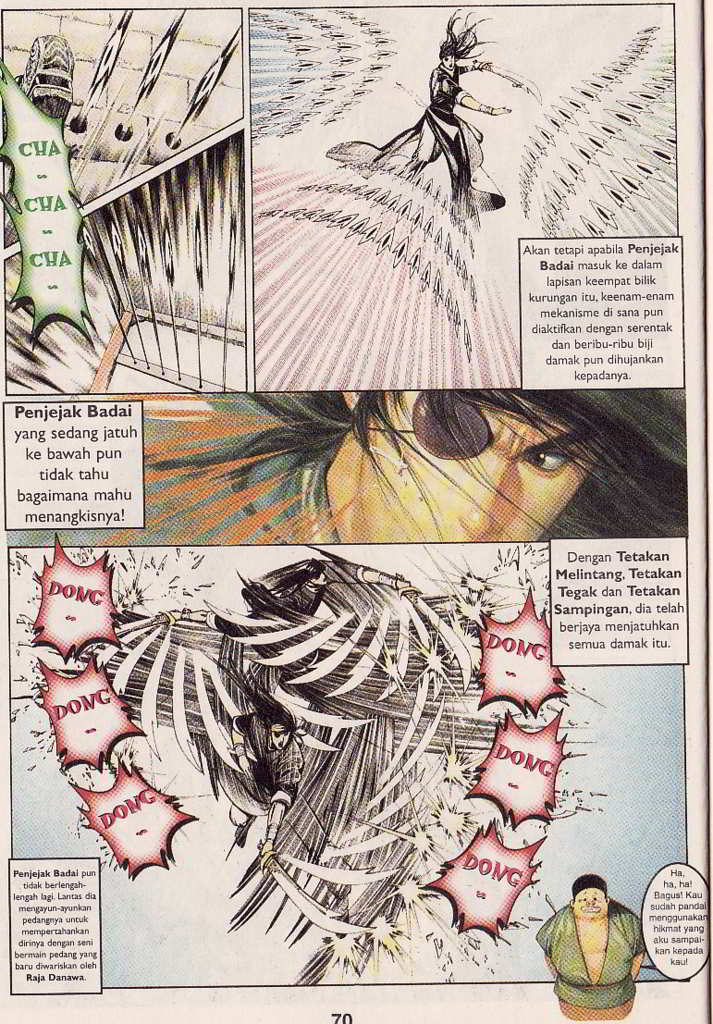 CHA
~
CHA
~
CHA
~
Akan tetapi apabila Penjejak
Badai masuk ke dalam
lapisan keempat bilik
kurungan itu, keenam-enam
mekanisme di sana pun
diaktifkan dengan serentak
dan beribu-ribu biji
damak pun dihujankan
kepadanya.
Penjejak Badai
yang sedang jatuh
ke bawah pun
tidak tahu
bagaimana mahu
menangkisnya!
Dengan Tetakan
Melintang, Tetakan
Tegak dan Tetakan
Sampingan, dia telah
berjaya menjatuhkan
semua damak itu.
DONG
~
DONG
~
DONG
~
DONG
~
DONG
~
DONG
~
Penjejak Badai pun
tidak berlengah-
lengah lagi. Lantas dia
mengayun-ayunkan
pedangnya untuk
mempertahankan
dirinya dengan seni
bermain pedang yang
baru diwariskan oleh
Raja Danawa.
Ha,
ha, ha!
Bagus! Kau
sudah pandai
menggunakan
hikmat yang
aku sampai-
kan kepada
kau!
70